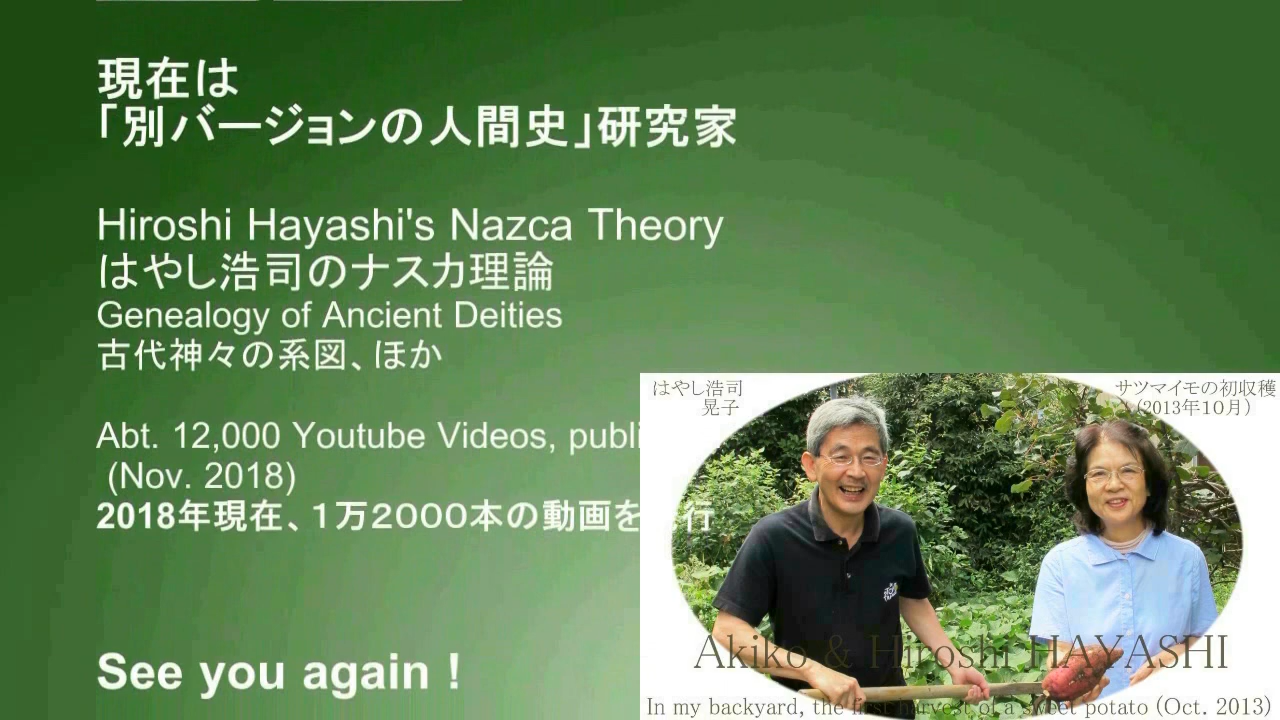 現在は
「別バージョンの人間史」研究家
Hiroshi Hayashi's Nazca Theory
はやし浩司のナスカ理論
Genealogy of Ancient Deities
古代神々の系図、ほか
Abt. 12,000 Youtube Videos, publi
(Nov. 2018)
2018年現在、１万２０００本の動画を 行
See you again !
はやし浩司
晃子
サツマイモの初収穫
(2013年10月)
Akiko & Hiroshi HAYASHI
In my backyard, the first harvest of a sweet potato (Oct. 2013)